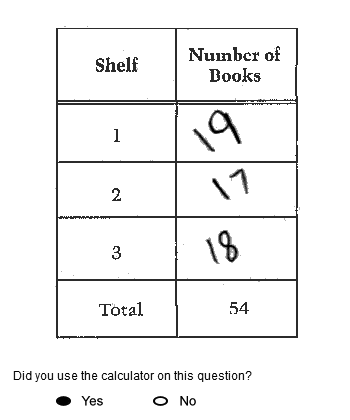 Shelf Number of
Books
1 19
2 17
3 18
Total 54
Did you use the calculator on this question?
Yes No